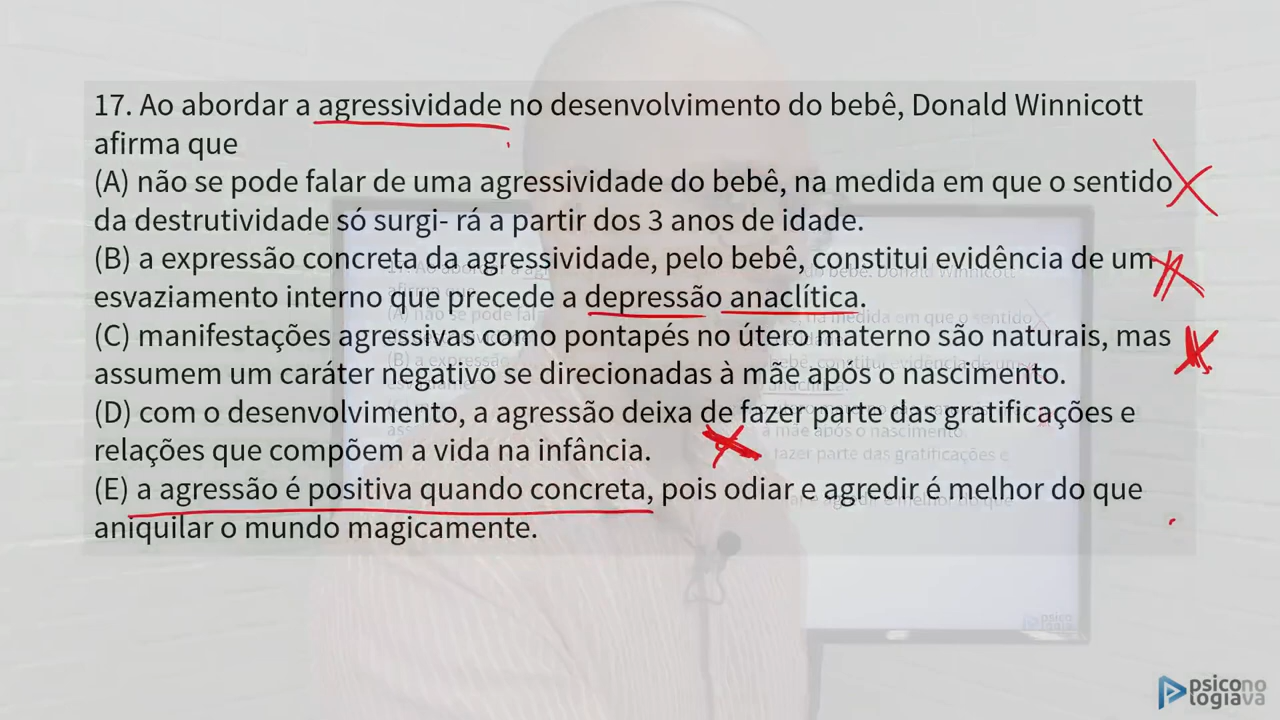 17. Ao abordar a agressividade no desenvolvimento do bebê, Donald Winnicott
afirma que
(A) não se pode falar de uma agressividade do bebê, na medida em que o sentido
da destrutividade só surgi- rá a partir dos 3 anos de idade.
(B) a expressão concreta da agressividade, pelo bebê, constitui evidência de um
esvaziamento interno que precede a depressão anaclítica.
(C) manifestações agressivas como pontapés no útero materno são naturais, mas
assumem um caráter negativo se direcionadas à mãe após o nascimento.
(D) com o desenvolvimento, a agressão deixa de fazer parte das gratificações e
relações que compõem a vida na infância.
(E) a agressão é positiva quando concreta, pois odiar e agredir é melhor do que
aniquilar o mundo magicamente.
psicono
logiava